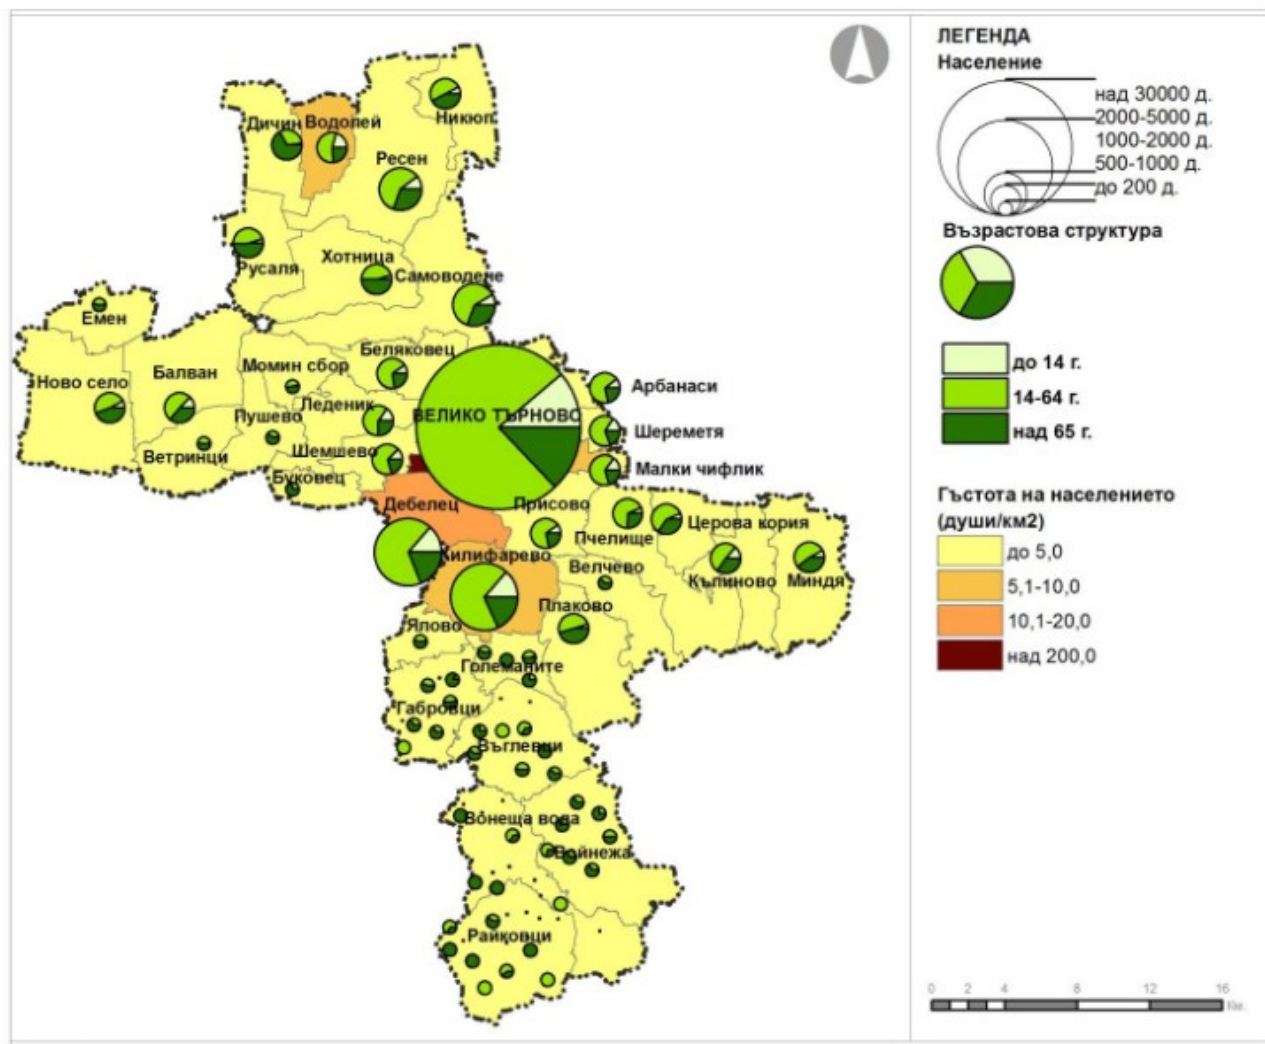 ЛЕГЕНДА
Население
над 30000 д.
2000-5000 д.
1000-2000 д.
500-1000 д.
до 200 д.
Възрастова структура
до 14 г.
14-64 г.
над 65 г.
Гъстота на населението
(души/км2)
до 5,0
5,1-10,0
10,1-20,0
над 200,0
Никюп
Дичин
Водолей
Ресен
Русаля
Хотница
Самоводене
Емен
Беляковец
Момин сбор
Балван
Ново село
Леденик
Пушево
ВЕЛИКО ТЪРНОВО
Арбанаси
Шереметя
Ветринци
Шемшево
Малки чифлик
Буковец
Дебелец
Присово
Церова кория
Пчелище
Килифарево
Велчево
Къпиново
Миндя
Плаково
Ялово
Големаните
Габровци
Въглевци
Вонеща вода
Войнежа
Райковци
0 2 4 8 12 16
Км.